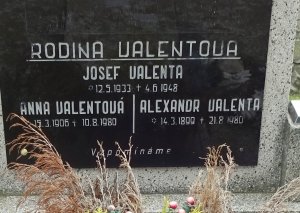 RODINA VALENTOVA
JOSEF VALENTA
* 12.5.1933 + 4.6.1948
ANNA VALENTOVÁ
15.3.1906 + 10.8.1980
ALEXANDR VALENTA
* 14.3.1899 + 21.8.1980
Vzpomínáme